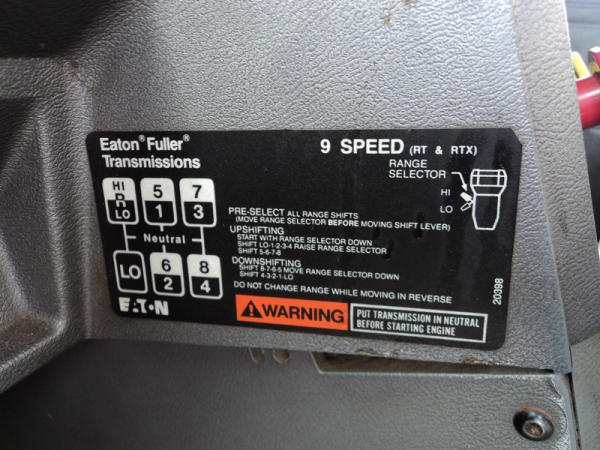 Eaton® Fuller®
Transmissions
9 SPEED (RT & RTX)
RANGE
SELECTOR
HI
LO
HI
R
LO
5
1
7
3
Neutral
LO
6
2
8
4
PRE-SELECT ALL RANGE SHIFTS
(MOVE RANGE SELECTOR BEFORE MOVING SHIFT LEVER)
UPSHIFTING
START WITH RANGE SELECTOR DOWN
SHIFT LO-1-2-3-4 RAISE RANGE SELECTOR
SHIFT 5-6-7-8
DOWNSHIFTING
SHIFT 8-7-6-5 MOVE RANGE SELECTOR DOWN
SHIFT 4-3-2-1-LO
DO NOT CHANGE RANGE WHILE MOVING IN REVERSE
EATON
WARNING
PUT TRANSMISSION IN NEUTRAL
BEFORE STARTING ENGINE
20398